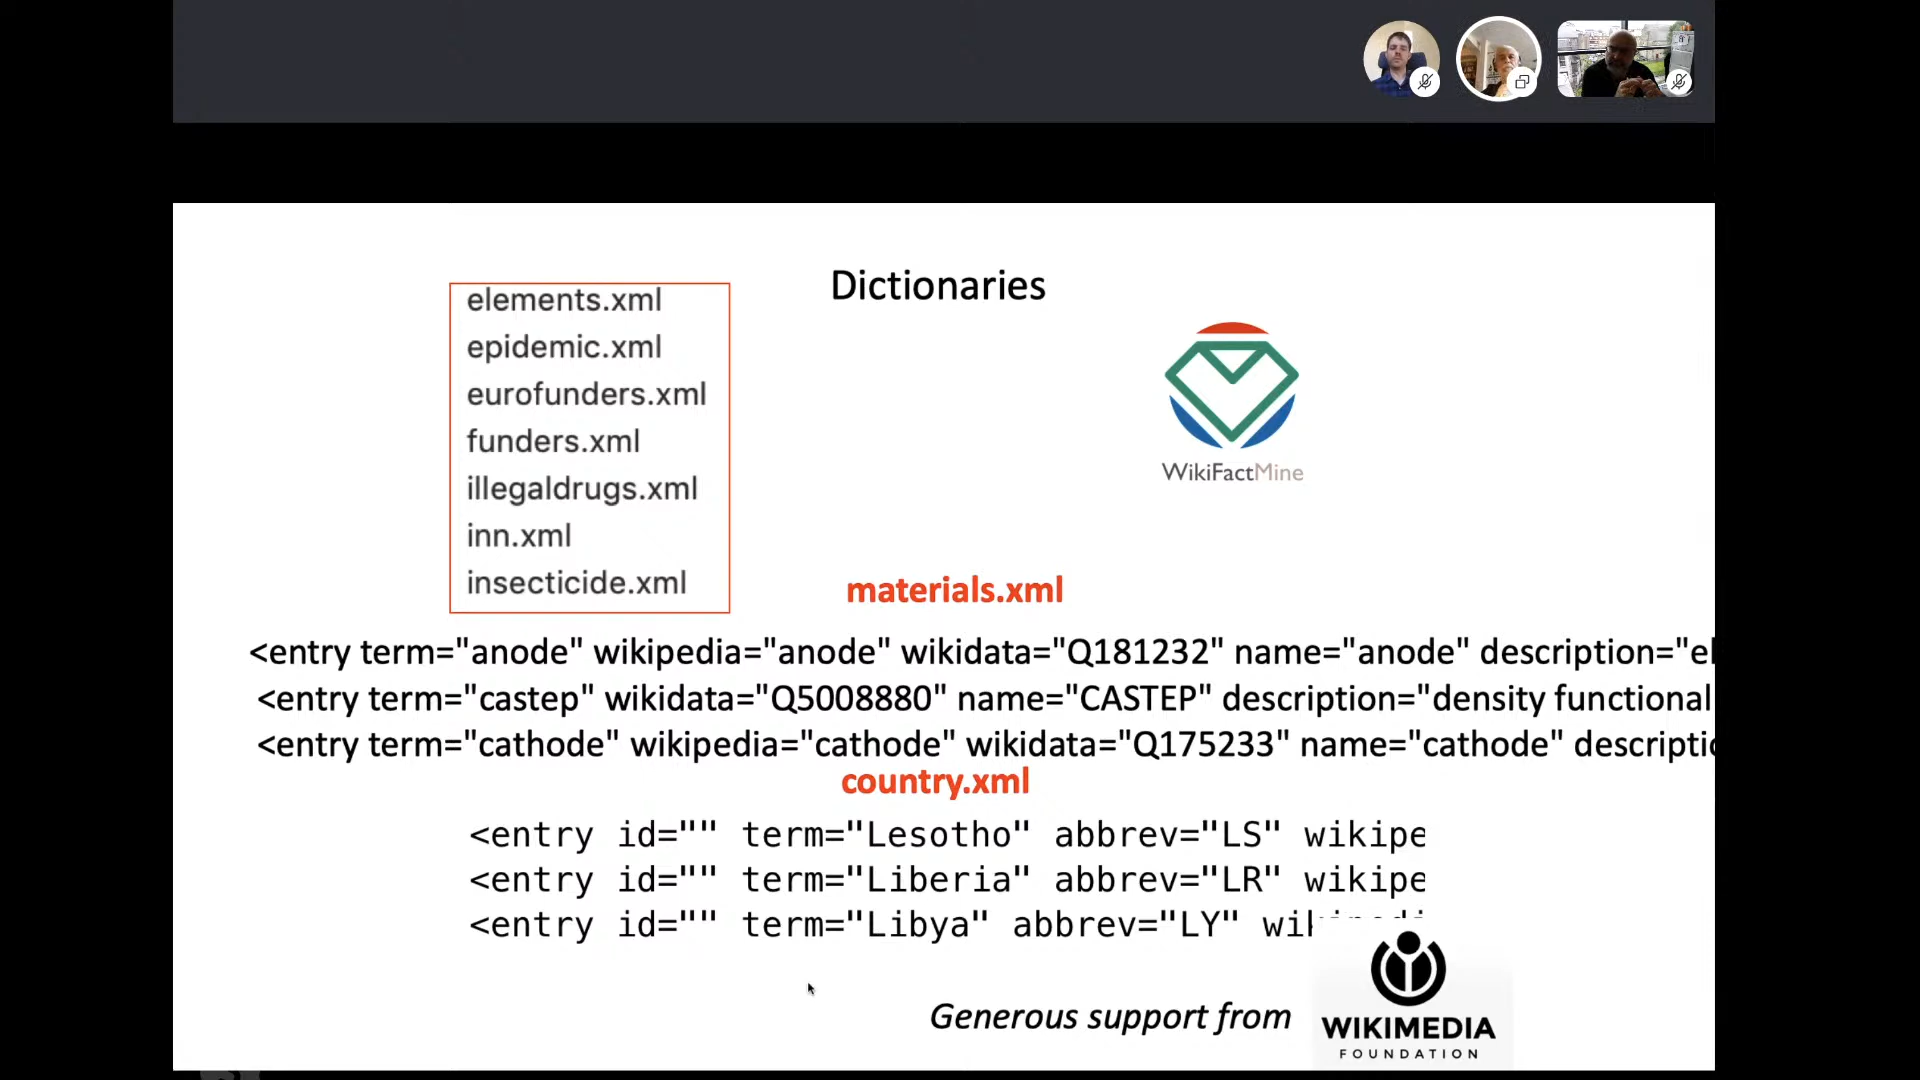 Dictionaries
elements.xml
epidemic.xml
eurofunders.xml
funders.xml
illegaldrugs.xml
inn.xml
insecticide.xml
WikiFactMine
materials.xml
<entry term="anode" wikipedia="anode" wikidata="Q181232" name="anode" description="el
<entry term="castep" wikidata="Q5008880" name="CASTEP" description="density functional
<entry term="cathode" wikipedia="cathode" wikidata="Q175233" name="cathode" descriptic
country.xml
<entry id="" term="Lesotho" abbrev="LS" wikipe
<entry id="" term="Liberia" abbrev="LR" wikipe
<entry id="" term="Libya" abbrev="LY" wikipedi
Generous support from
WIKIMEDIA
FOUNDATION